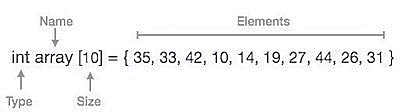 Name Elements
int array [10] = { 35, 33, 42, 10, 14, 19, 27, 44, 26, 31 }
Type Size